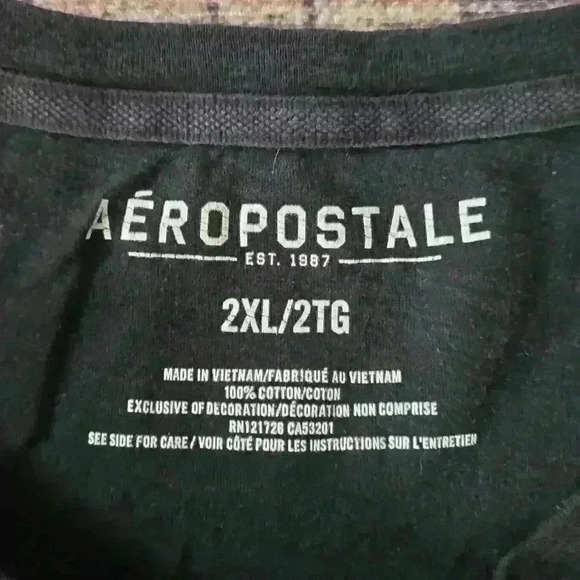 AÉROPOSTALE
EST. 1987
2XL/2TG
MADE IN VIETNAM/FABRIQUÉ AU VIETNAM
100% COTTON/COTON
EXCLUSIVE OF DECORATION/DÉCORATION NON COMPRISE
RN121726 CA53201
SEE SIDE FOR CARE / VOIR CÔTÉ POUR LES INSTRUCTIONS SUR L'ENTRETIEN